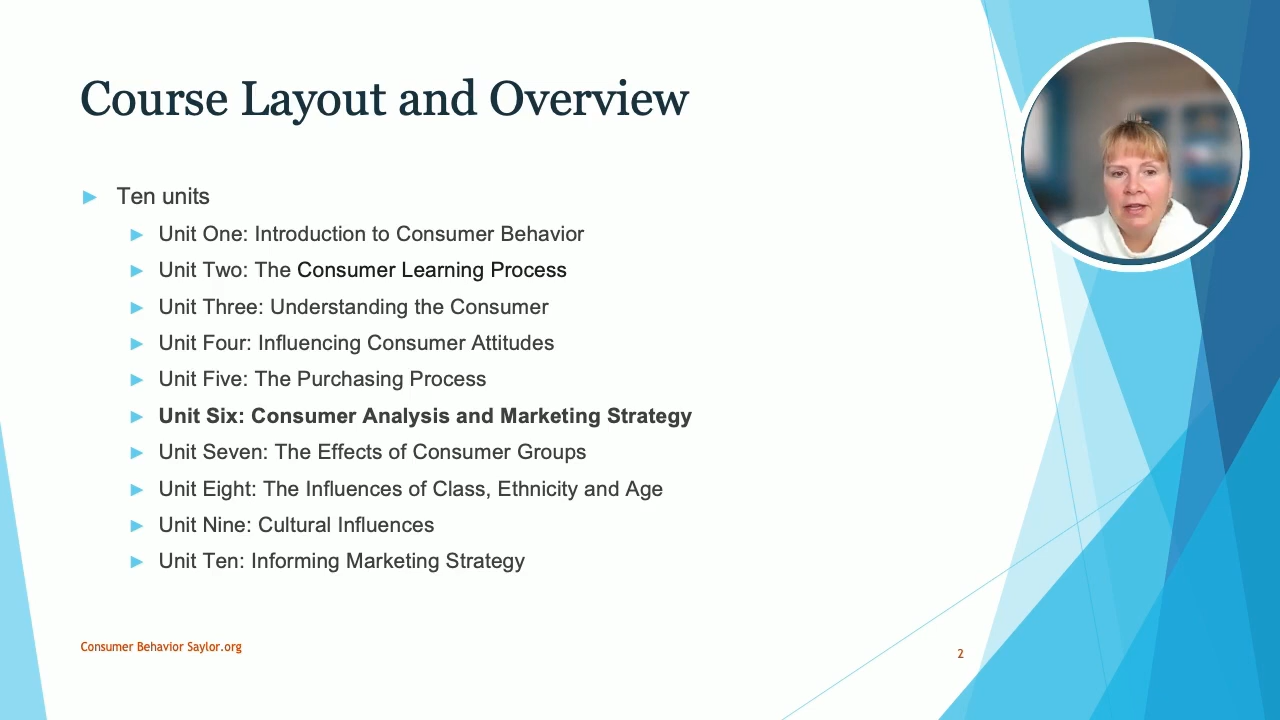 Course Layout and Overview
Ten units
Unit One: Introduction to Consumer Behavior
Unit Two: The Consumer Learning Process
Unit Three: Understanding the Consumer
Unit Four: Influencing Consumer Attitudes
Unit Five: The Purchasing Process
Unit Six: Consumer Analysis and Marketing Strategy
Unit Seven: The Effects of Consumer Groups
Unit Eight: The Influences of Class, Ethnicity and Age
Unit Nine: Cultural Influences
Unit Ten: Informing Marketing Strategy
Consumer Behavior Saylor.org
2